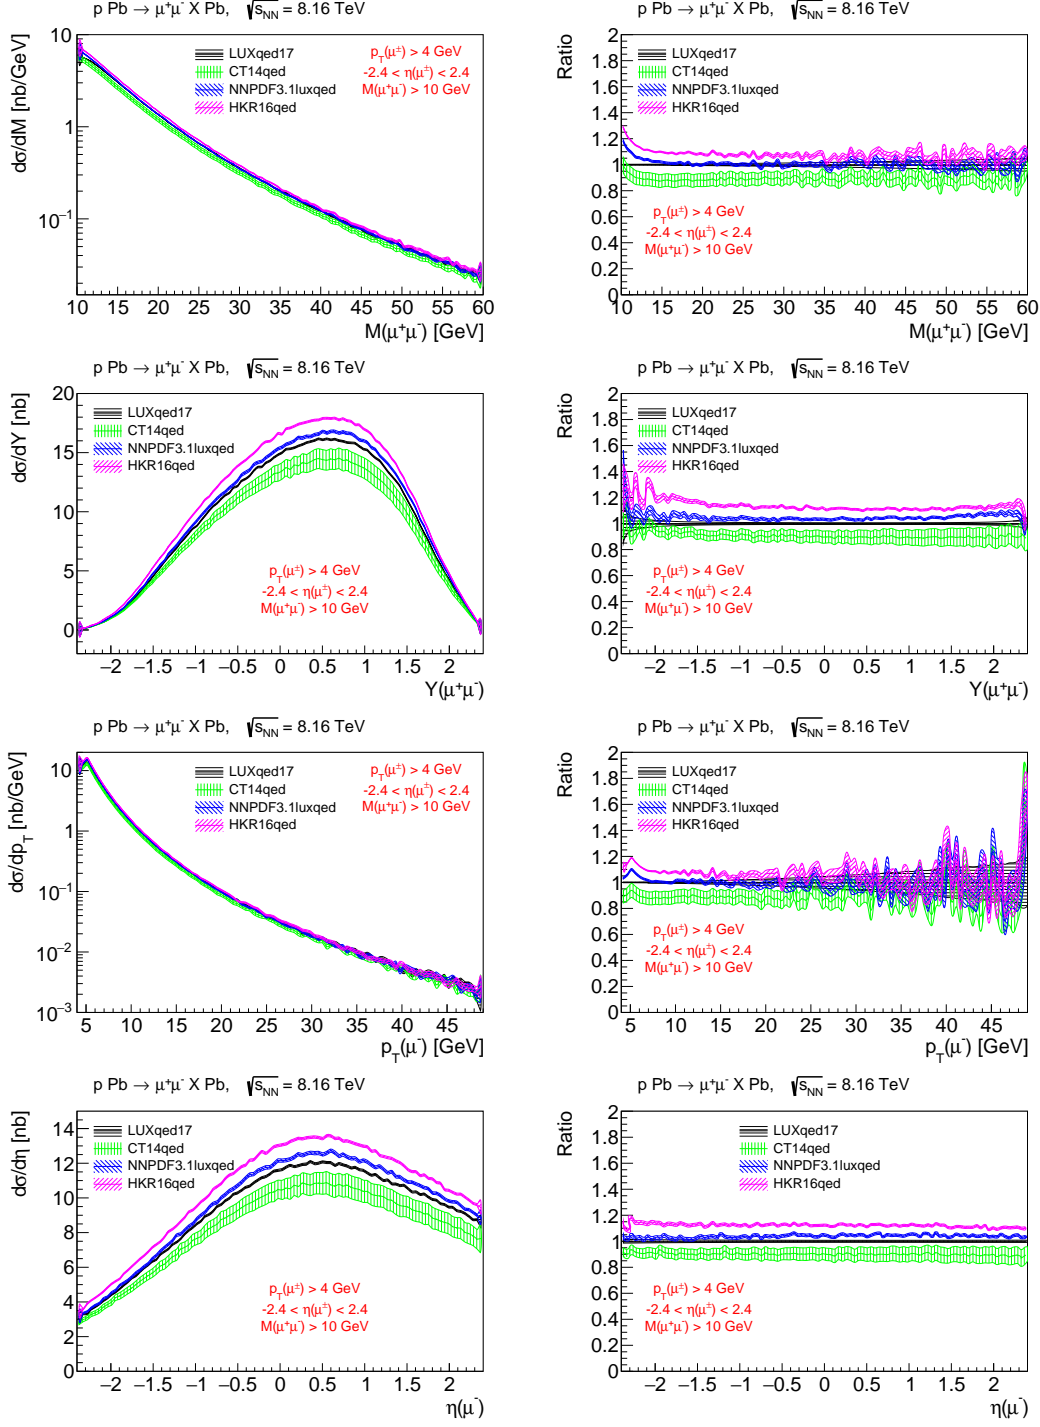 p Pb → μ⁺μ⁻ X Pb, √s_NN = 8.16 TeV
dσ/dM [nb/GeV]
10
1
10⁻¹
LUXqed17
CT14qed
NNPDF3.1luxqed
HKR16qed
p_T(μ±) > 4 GeV
-2.4 < η(μ±) < 2.4
M(μ⁺μ⁻) > 10 GeV
10 15 20 25 30 35 40 45 50 55 60
M(μ⁺μ⁻) [GeV]
p Pb → μ⁺μ⁻ X Pb, √s_NN = 8.16 TeV
Ratio
2
1.8
1.6
1.4
1.2
1
0.8
0.6
0.4
0.2
0
LUXqed17
CT14qed
NNPDF3.1luxqed
HKR16qed
p_T(μ±) > 4 GeV
-2.4 < η(μ±) < 2.4
M(μ⁺μ⁻) > 10 GeV
10 15 20 25 30 35 40 45 50 55 60
M(μ⁺μ⁻) [GeV]
p Pb → μ⁺μ⁻ X Pb, √s_NN = 8.16 TeV
dσ/dY [nb]
20
15
10
5
0
LUXqed17
CT14qed
NNPDF3.1luxqed
HKR16qed
p_T(μ±) > 4 GeV
-2.4 < η(μ±) < 2.4
M(μ⁺μ⁻) > 10 GeV
−2 −1.5 −1 −0.5 0 0.5 1 1.5 2
Y(μ⁺μ⁻)
p Pb → μ⁺μ⁻ X Pb, √s_NN = 8.16 TeV
Ratio
2
1.8
1.6
1.4
1.2
1
0.8
0.6
0.4
0.2
0
LUXqed17
CT14qed
NNPDF3.1luxqed
HKR16qed
p_T(μ±) > 4 GeV
-2.4 < η(μ±) < 2.4
M(μ⁺μ⁻) > 10 GeV
−2 −1.5 −1 −0.5 0 0.5 1 1.5 2
Y(μ⁺μ⁻)
p Pb → μ⁺μ⁻ X Pb, √s_NN = 8.16 TeV
dσ/dp_T [nb/GeV]
10
1
10⁻¹
10⁻²
10⁻³
LUXqed17
CT14qed
NNPDF3.1luxqed
HKR16qed
p_T(μ±) > 4 GeV
-2.4 < η(μ±) < 2.4
M(μ⁺μ⁻) > 10 GeV
5 10 15 20 25 30 35 40 45
p_T(μ⁻) [GeV]
p Pb → μ⁺μ⁻ X Pb, √s_NN = 8.16 TeV
Ratio
2
1.8
1.6
1.4
1.2
1
0.8
0.6
0.4
0.2
0
LUXqed17
CT14qed
NNPDF3.1luxqed
HKR16qed
p_T(μ±) > 4 GeV
-2.4 < η(μ±) < 2.4
M(μ⁺μ⁻) > 10 GeV
5 10 15 20 25 30 35 40 45
p_T(μ⁻) [GeV]
p Pb → μ⁺μ⁻ X Pb, √s_NN = 8.16 TeV
dσ/dη [nb]
14
12
10
8
6
4
2
0
LUXqed17
CT14qed
NNPDF3.1luxqed
HKR16qed
p_T(μ±) > 4 GeV
-2.4 < η(μ±) < 2.4
M(μ⁺μ⁻) > 10 GeV
−2 −1.5 −1 −0.5 0 0.5 1 1.5 2
η(μ⁻)
p Pb → μ⁺μ⁻ X Pb, √s_NN = 8.16 TeV
Ratio
2
1.8
1.6
1.4
1.2
1
0.8
0.6
0.4
0.2
0
LUXqed17
CT14qed
NNPDF3.1luxqed
HKR16qed
p_T(μ±) > 4 GeV
-2.4 < η(μ±) < 2.4
M(μ⁺μ⁻) > 10 GeV
−2 −1.5 −1 −0.5 0 0.5 1 1.5 2
η(μ⁻)